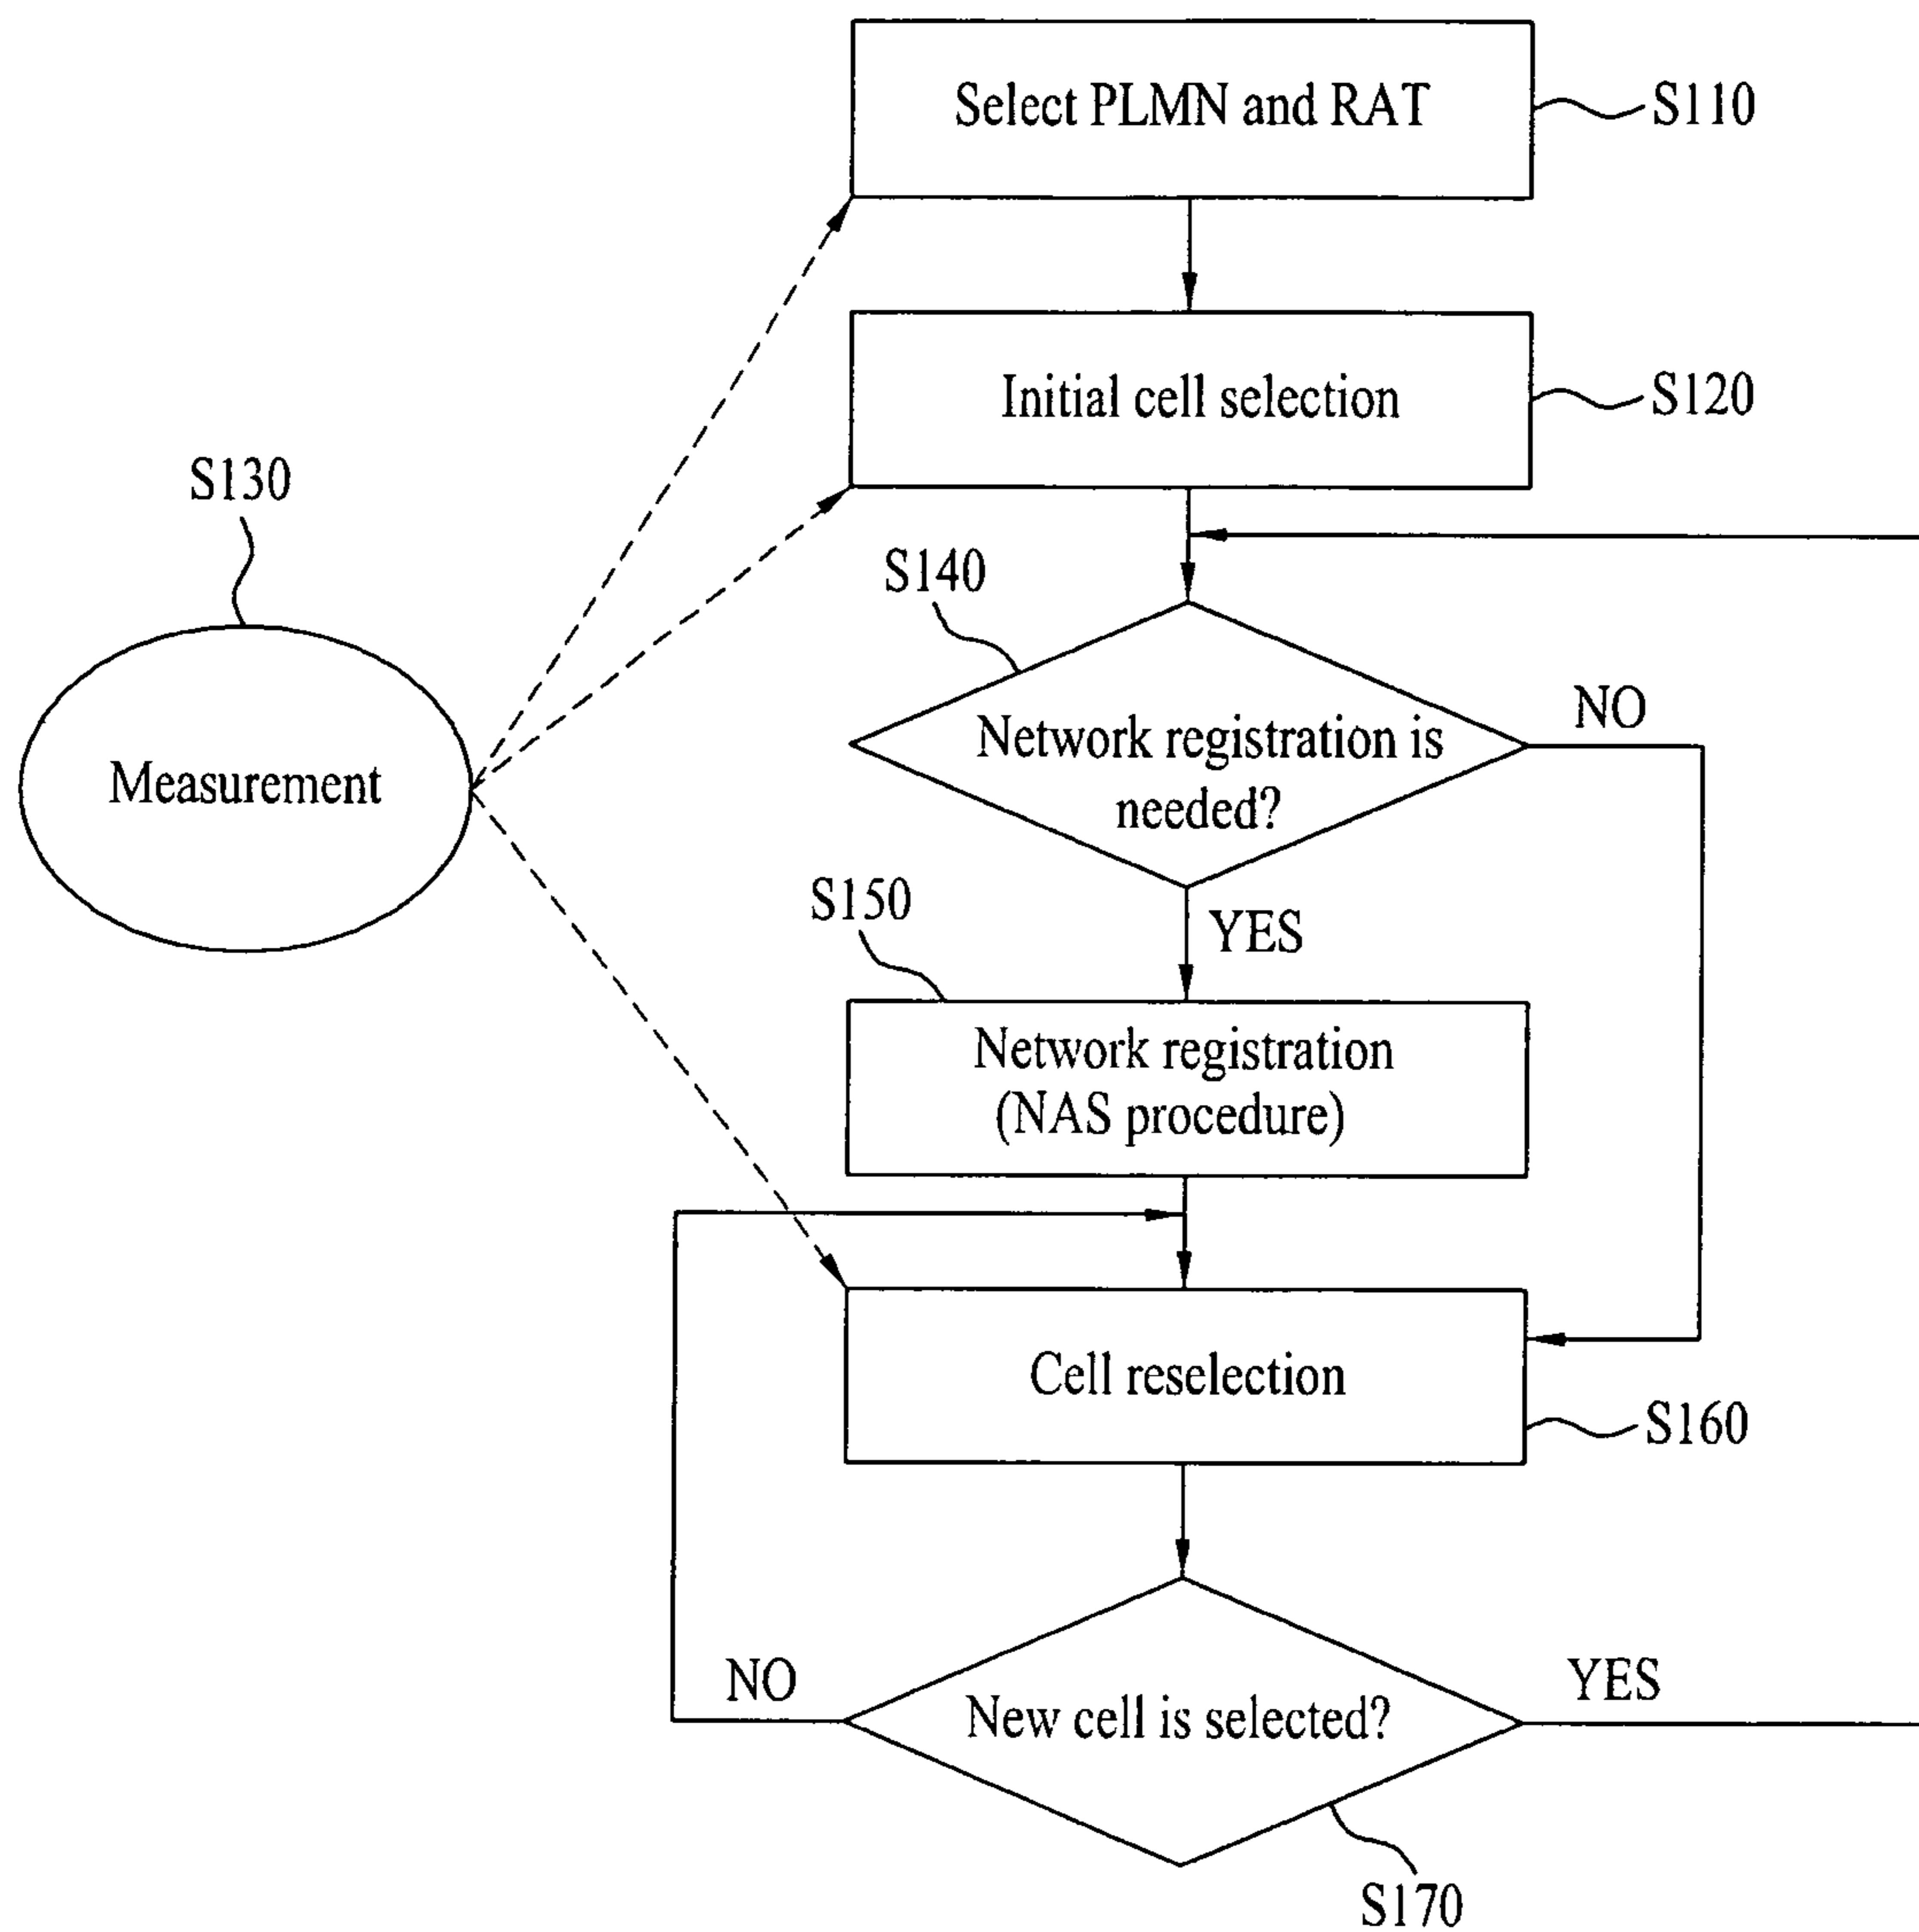 Select PLMN and RAT
S110
Initial cell selection
S120
S130
Measurement
S140
Network registration is
needed?
NO
YES
S150
Network registration
(NAS procedure)
Cell reselection
S160
NO
New cell is selected?
YES
S170